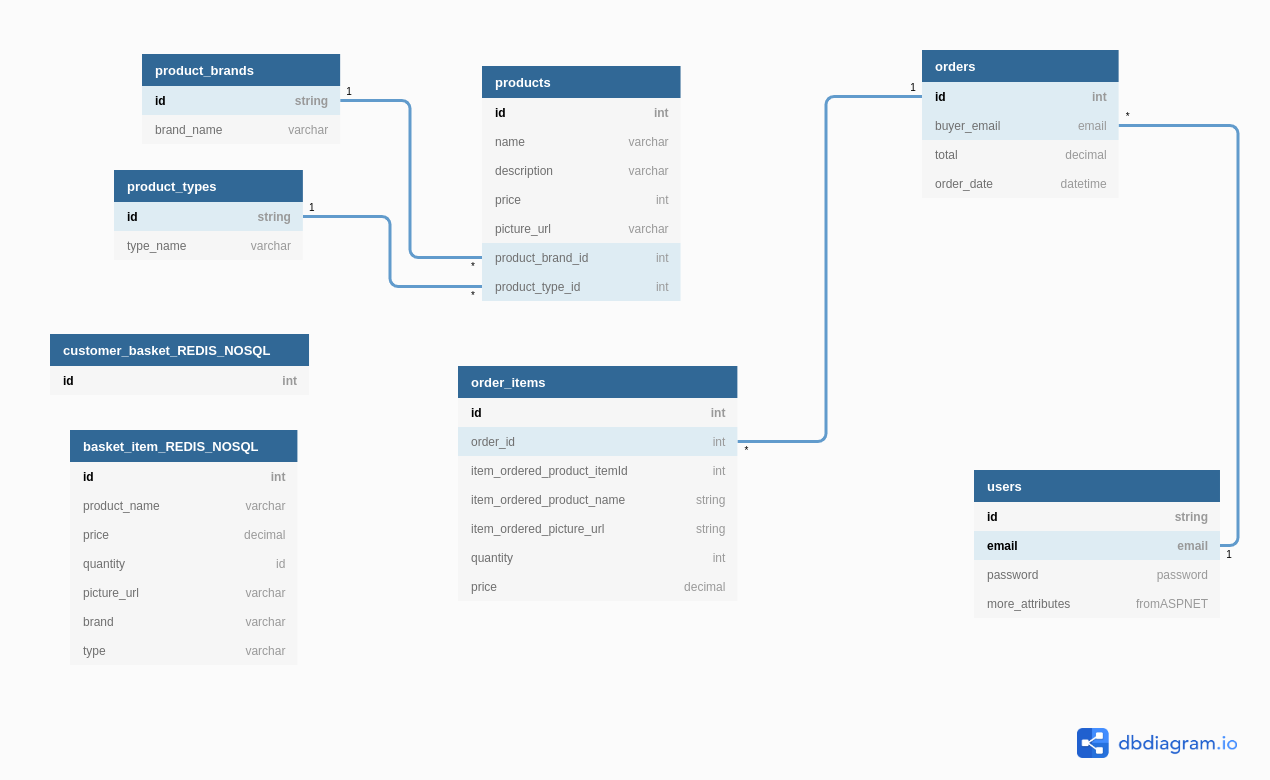 product_brands
id string
brand_name varchar
1
product_types
id string
type_name varchar
1
products
id int
name varchar
description varchar
price int
picture_url varchar
product_brand_id int
*
product_type_id int
*
orders
1
id int
*
buyer_email email
total decimal
order_date datetime
customer_basket_REDIS_NOSQL
id int
basket_item_REDIS_NOSQL
id int
product_name varchar
price decimal
quantity id
picture_url varchar
brand varchar
type varchar
order_items
id int
order_id int
*
item_ordered_product_itemId int
item_ordered_product_name string
item_ordered_picture_url string
quantity int
price decimal
users
id string
email email
1
password password
more_attributes fromASPNET
dbdiagram.io